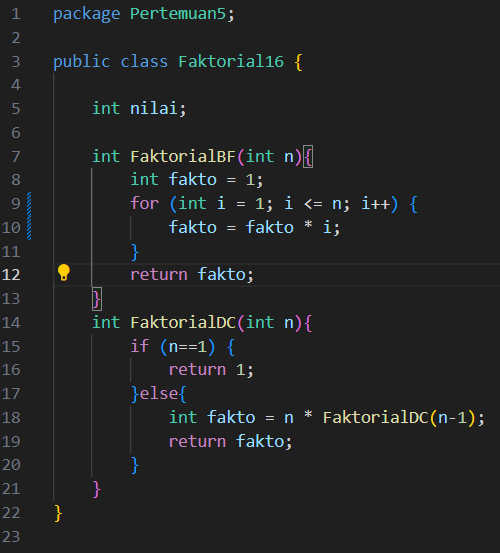 1 package Pertemuan5;
2
3 public class Faktorial16 {
4
5     int nilai;
6
7     int FaktorialBF(int n){
8         int fakto = 1;
9         for (int i = 1; i <= n; i++) {
10             fakto = fakto * i;
11         }
12         return fakto;
13     }
14     int FaktorialDC(int n){
15         if (n==1) {
16             return 1;
17         }else{
18             int fakto = n * FaktorialDC(n-1);
19             return fakto;
20         }
21     }
22 }
23